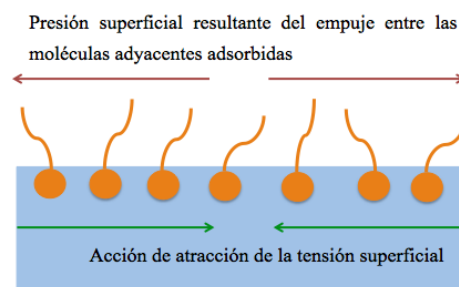 Presión superficial resultante del empuje entre las
moléculas adyacentes adsorbidas
Acción de atracción de la tensión superficial